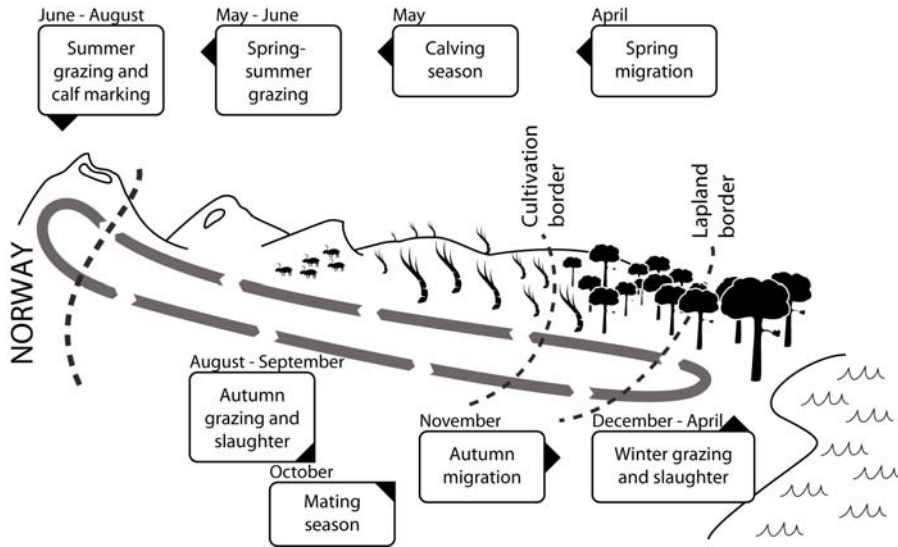 June - August
Summer
grazing and
calf marking
May - June
Spring-
summer
grazing
May
Calving
season
April
Spring
migration
Cultivation
border
Lapland
border
NORWAY
August - September
Autumn
grazing and
slaughter
October
Mating
season
November
Autumn
migration
December - April
Winter grazing
and slaughter